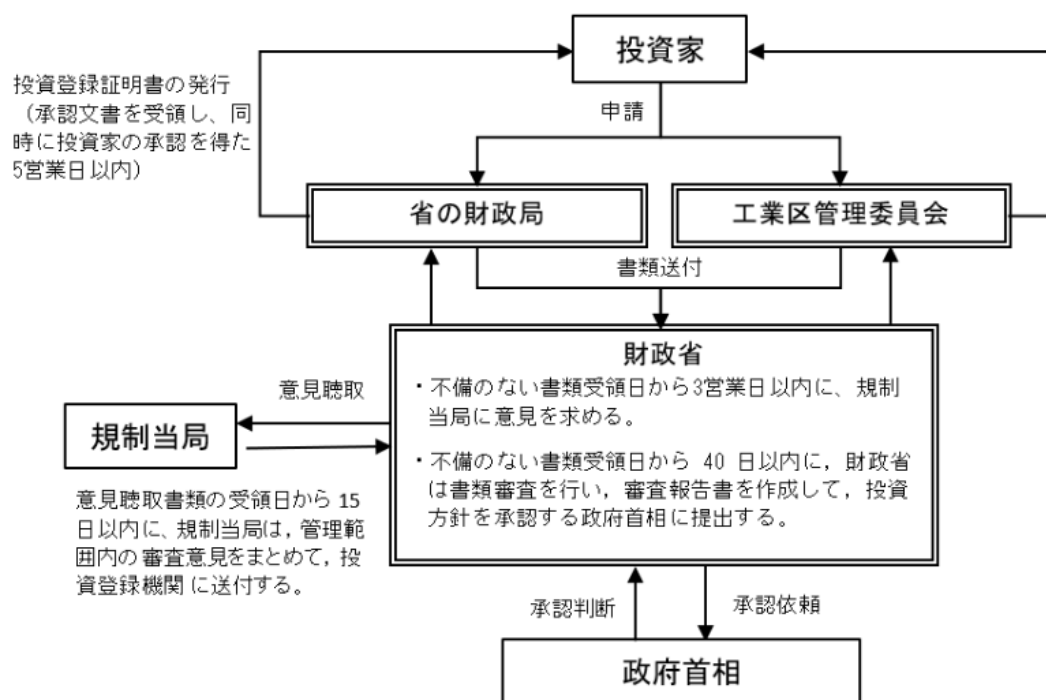 投資家
投資登録証明書の発行
（承認文書を受領し、同
時に投資家の承認を得た
5営業日以内）
申請
省の財政局
工業区管理委員会
書類送付
財政省
・不備のない書類受領日から3営業日以内に、規制
当局に意見を求める。
・不備のない書類受領日から 40 日以内に，財政省
は書類審査を行い，審査報告書を作成して，投資
方針を承認する政府首相に提出する。
意見聴取
規制当局
意見聴取書類の受領日から 15
日以内に、規制当局は，管理範
囲内の審査意見をまとめて，投
資登録機関に送付する。
承認判断
承認依頼
政府首相